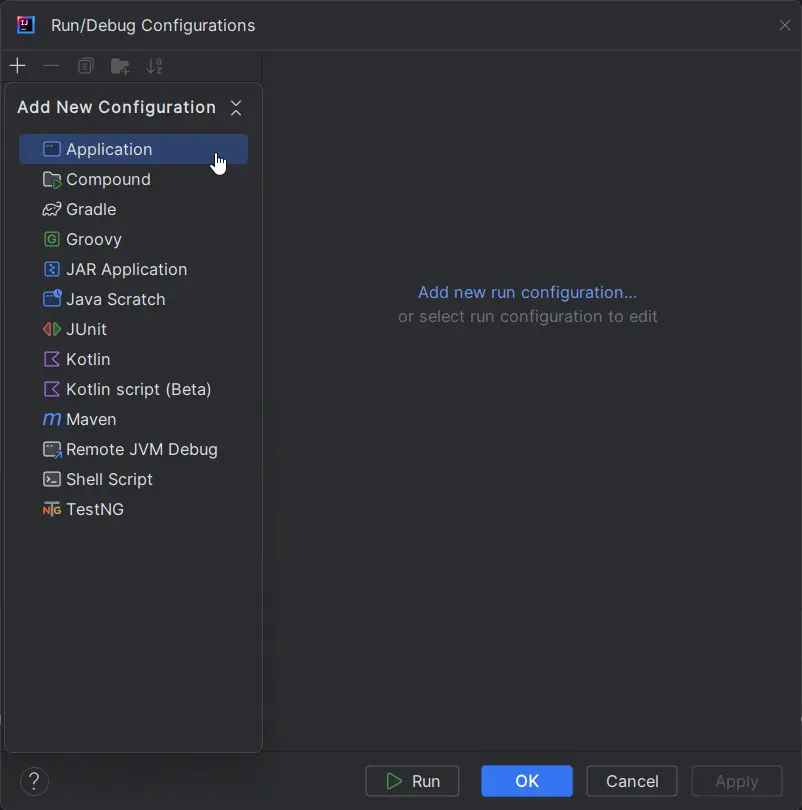 Run/Debug Configurations
Add New Configuration
Application
Compound
Gradle
Groovy
JAR Application
Java Scratch
JUnit
Kotlin
Kotlin script (Beta)
Maven
Remote JVM Debug
Shell Script
TestNG
Add new run configuration...
or select run configuration to edit
? Run OK Cancel Apply